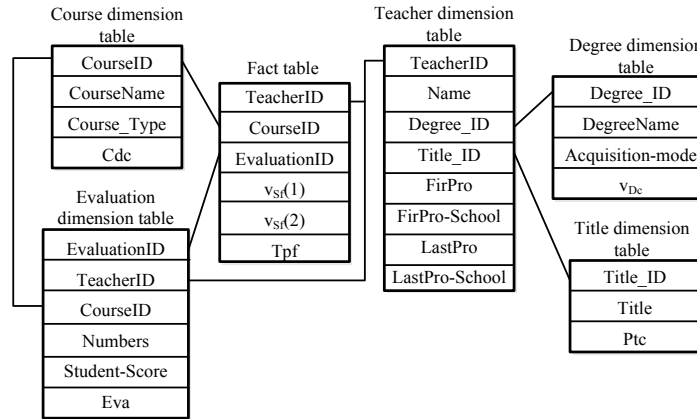 Course dimension
table
CourseID
CourseName
Course_Type
Cdc
Evaluation
dimension table
EvaluationID
TeacherID
CourseID
Numbers
Student-Score
Eva
Fact table
TeacherID
CourseID
EvaluationID
vSf(1)
vSf(2)
Tpf
Teacher dimension
table
TeacherID
Name
Degree_ID
Title_ID
FirPro
FirPro-School
LastPro
LastPro-School
Degree dimension
table
Degree_ID
DegreeName
Acquisition-mode
vDc
Title dimension
table
Title_ID
Title
Ptc